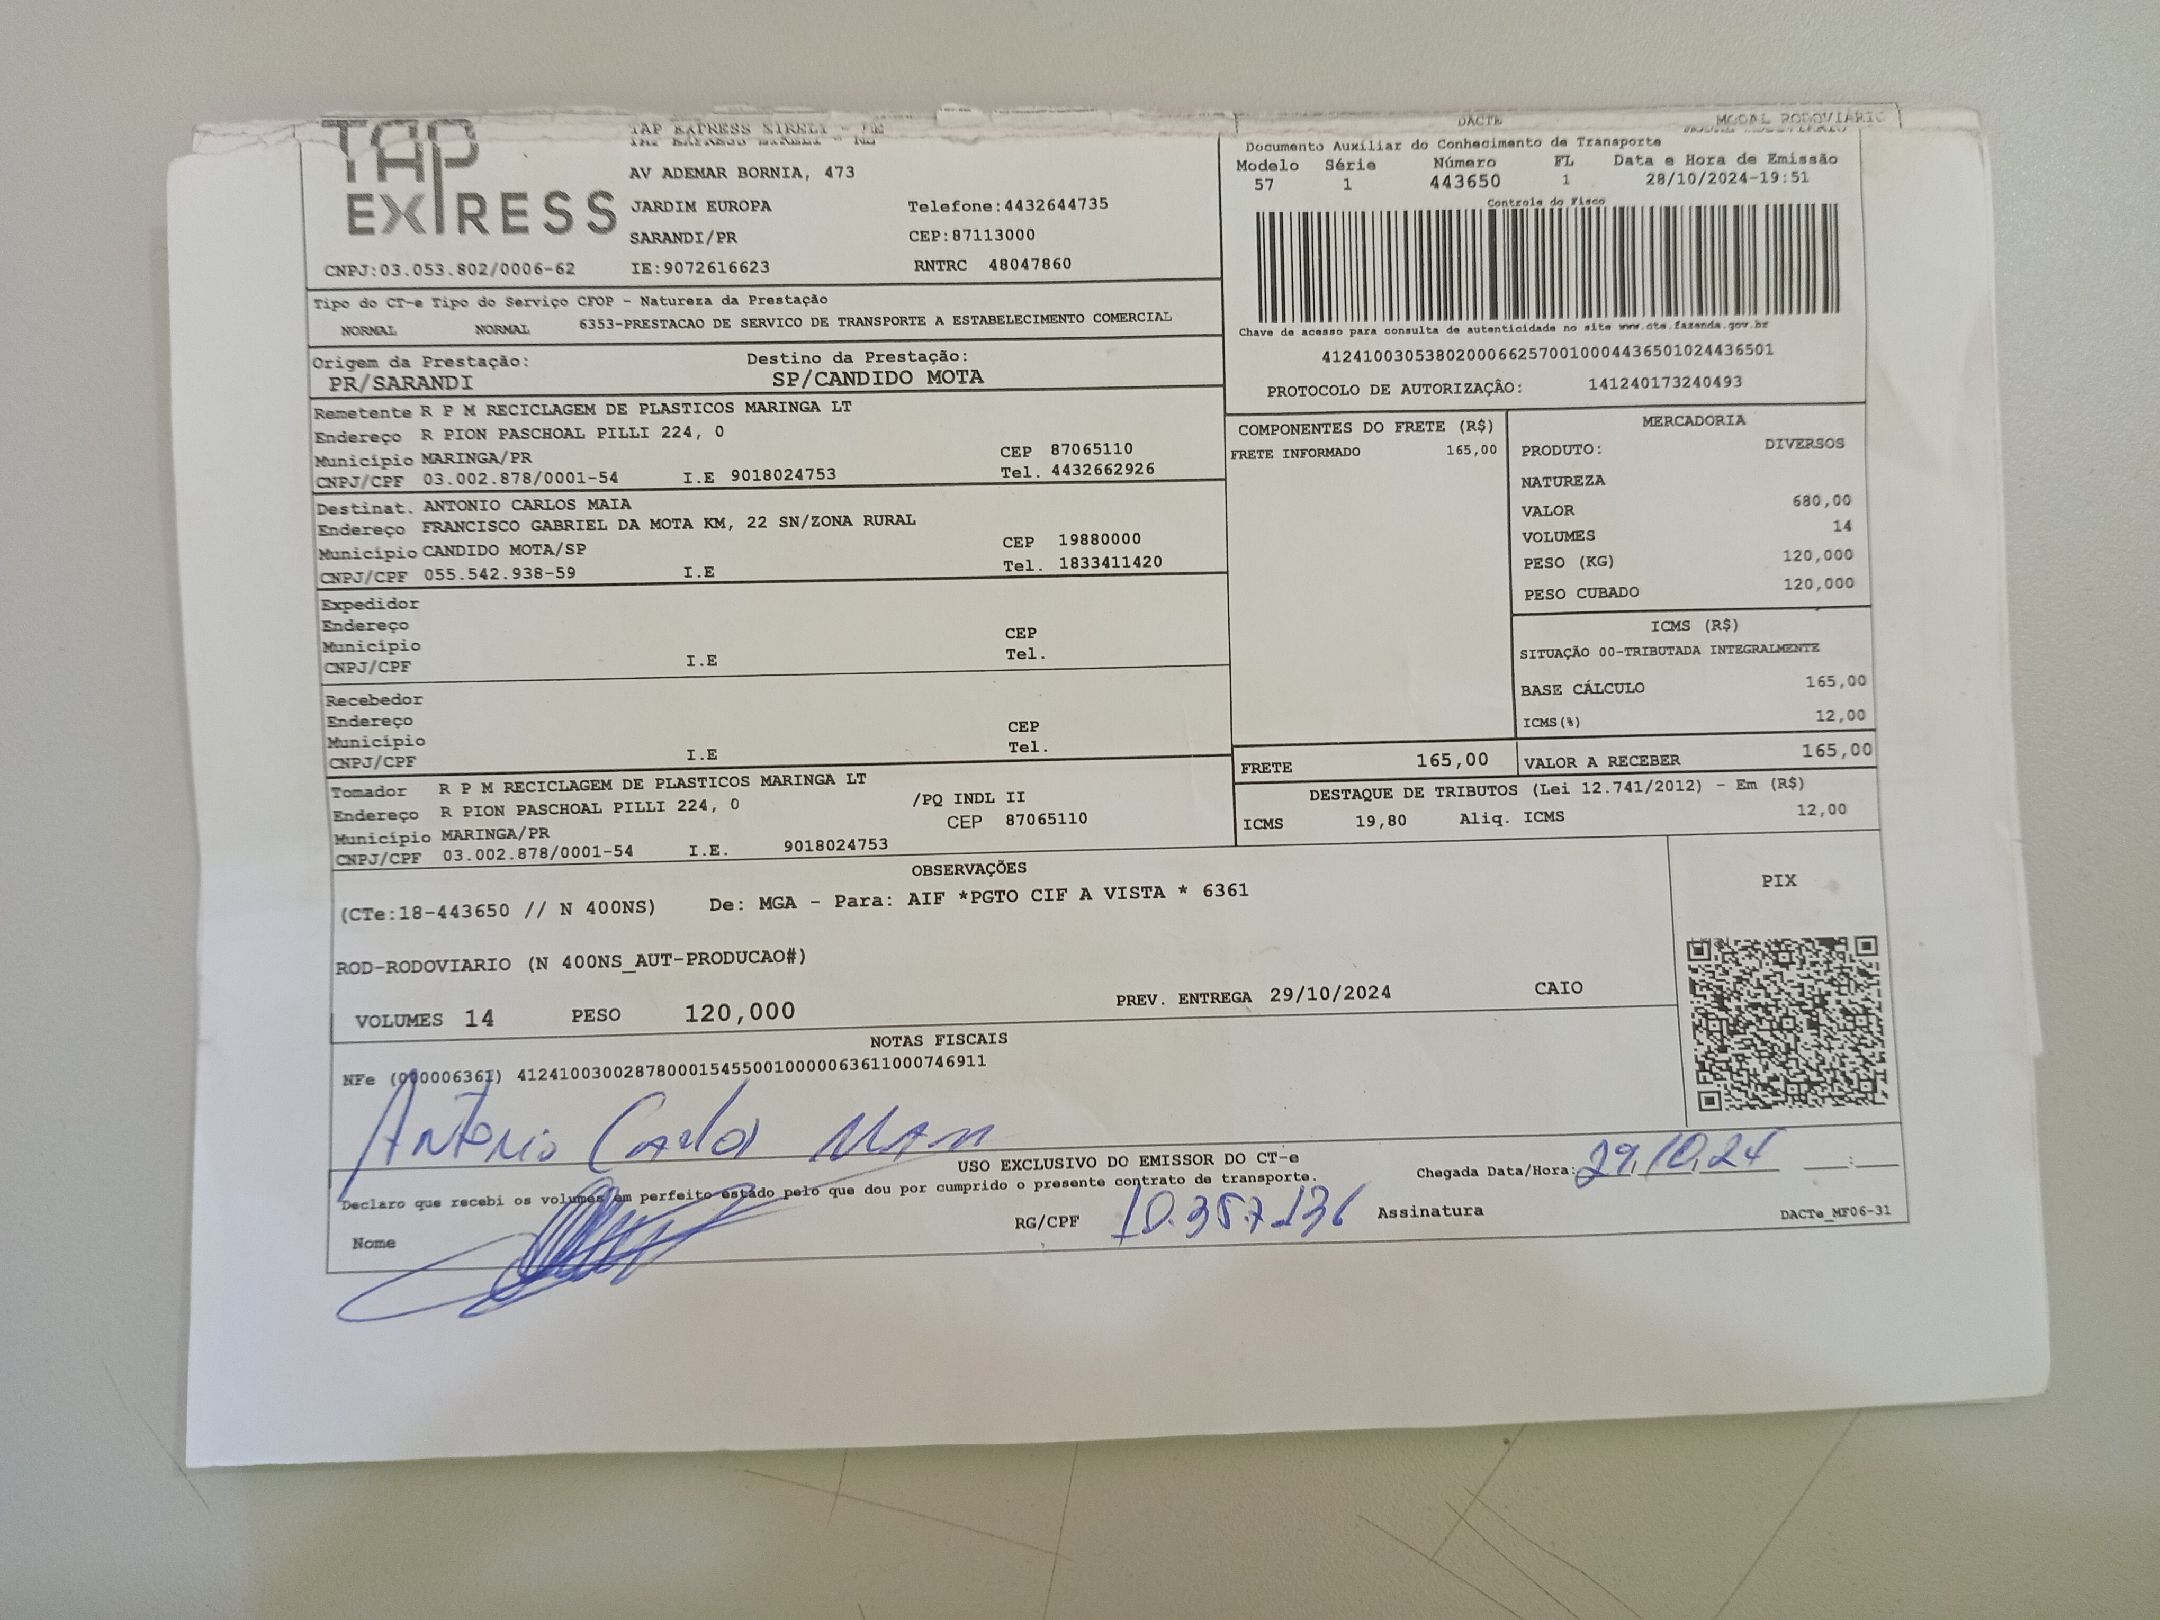 TAP EXPRESS
TAP EXPRESS EIRELI - ME
AV ADEMAR BORNIA, 473
JARDIM EUROPA Telefone:4432644735
SARANDI/PR CEP:87113000
CNPJ:03.053.802/0006-62 IE:9072616623 RNTRC 48047860
DACTE MODAL RODOVIÁRIO
Documento Auxiliar do Conhecimento de Transporte
Modelo Série Número FL Data e Hora de Emissão
57 1 443650 1 28/10/2024-19:51
Controle do Fisco
Chave de acesso para consulta de autenticidade no site www.cte.fazenda.gov.br
41241003053802000662570010004436501024436501
PROTOCOLO DE AUTORIZAÇÃO: 141240173240493
Tipo do CT-e Tipo do Serviço CFOP - Natureza da Prestação
NORMAL NORMAL 6353-PRESTACAO DE SERVICO DE TRANSPORTE A ESTABELECIMENTO COMERCIAL
Origem da Prestação: Destino da Prestação:
PR/SARANDI SP/CANDIDO MOTA
Remetente R P M RECICLAGEM DE PLASTICOS MARINGA LT
Endereço R PION PASCHOAL PILLI 224, 0
Município MARINGA/PR CEP 87065110
CNPJ/CPF 03.002.878/0001-54 I.E 9018024753 Tel. 4432662926
Destinat. ANTONIO CARLOS MAIA
Endereço FRANCISCO GABRIEL DA MOTA KM, 22 SN/ZONA RURAL
Município CANDIDO MOTA/SP CEP 19880000
CNPJ/CPF 055.542.938-59 I.E Tel. 1833411420
Expedidor
Endereço
Município CEP
CNPJ/CPF I.E Tel.
Recebedor
Endereço
Município CEP
CNPJ/CPF I.E Tel.
Tomador R P M RECICLAGEM DE PLASTICOS MARINGA LT
Endereço R PION PASCHOAL PILLI 224, 0 /PQ INDL II
Município MARINGA/PR CEP 87065110
CNPJ/CPF 03.002.878/0001-54 I.E. 9018024753
COMPONENTES DO FRETE (R$)
FRETE INFORMADO 165,00
MERCADORIA
PRODUTO: DIVERSOS
NATUREZA
VALOR 680,00
VOLUMES 14
PESO (KG) 120,000
PESO CUBADO 120,000
ICMS (R$)
SITUAÇÃO 00-TRIBUTADA INTEGRALMENTE
BASE CÁLCULO 165,00
ICMS(%) 12,00
FRETE 165,00 VALOR A RECEBER 165,00
DESTAQUE DE TRIBUTOS (Lei 12.741/2012) - Em (R$)
ICMS 19,80 Aliq. ICMS 12,00
OBSERVAÇÕES
(CTe:18-443650 // N 400NS) De: MGA - Para: AIF *PGTO CIF A VISTA * 6361
ROD-RODOVIARIO (N 400NS_AUT-PRODUCAO#)
VOLUMES 14 PESO 120,000 PREV. ENTREGA 29/10/2024 CAIO
PIX
NOTAS FISCAIS
NFe (000006361) 41241003002878000154550010000063611000746911
Antonio Carlos Maia
USO EXCLUSIVO DO EMISSOR DO CT-e
Chegada Data/Hora: 29.10.24 __:__
Declaro que recebi os volumes em perfeito estado pelo que dou por cumprido o presente contrato de transporte.
Nome RG/CPF 10.357.136 Assinatura DACTe_MF06-31